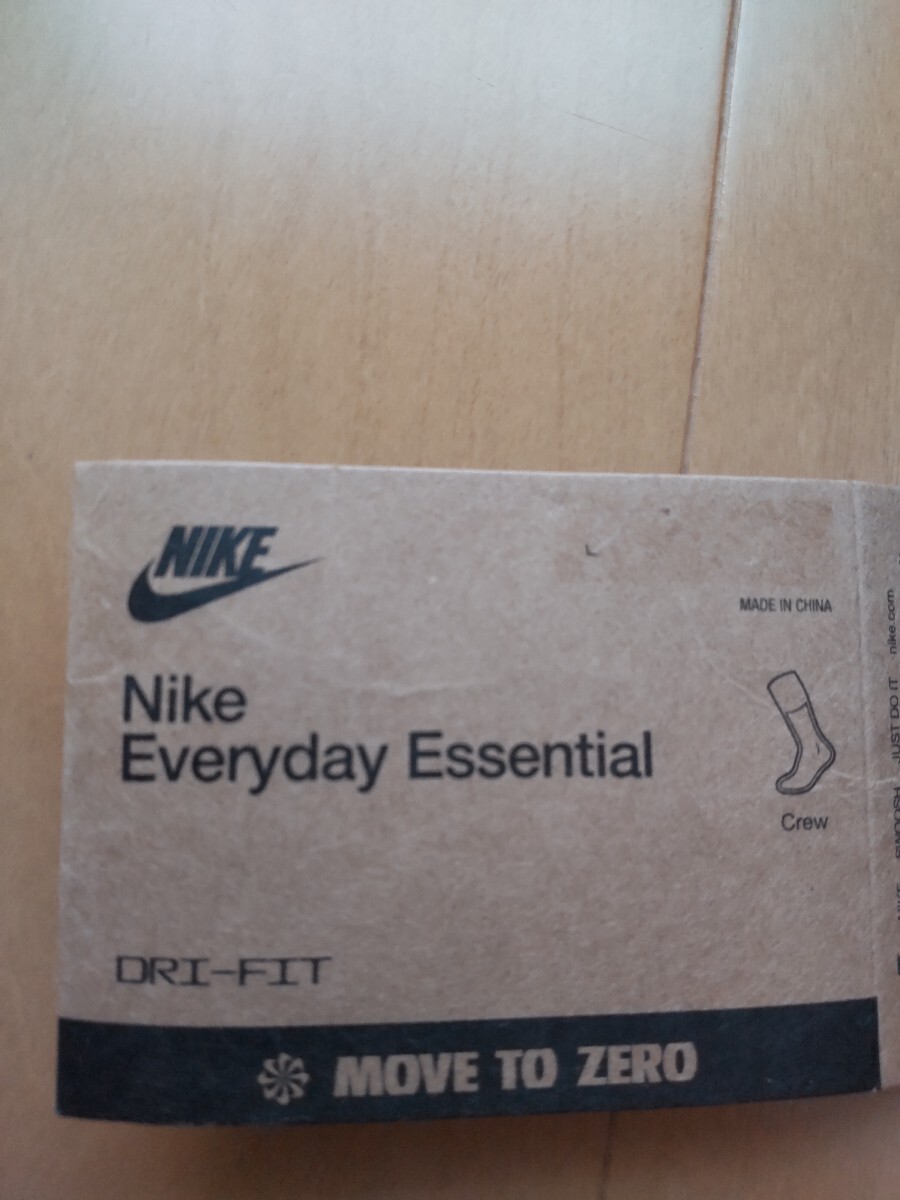 NIKE
MADE IN CHINA
Nike
Everyday Essential
Crew
DRI-FIT
MOVE TO ZERO
JUST DO IT nike.com